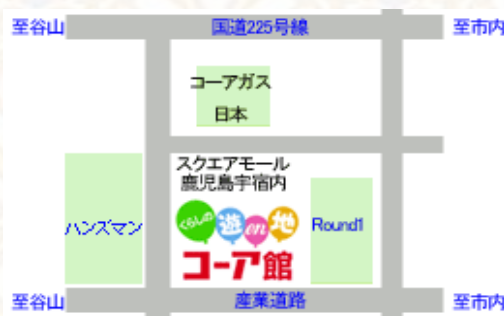 至谷山 国道225号線 至市内
コーアガス
日本
スクエアモール
鹿児島宇宿内
ハンズマン
くらしの遊en地
Round1
コーア館
至谷山 産業道路 至市内